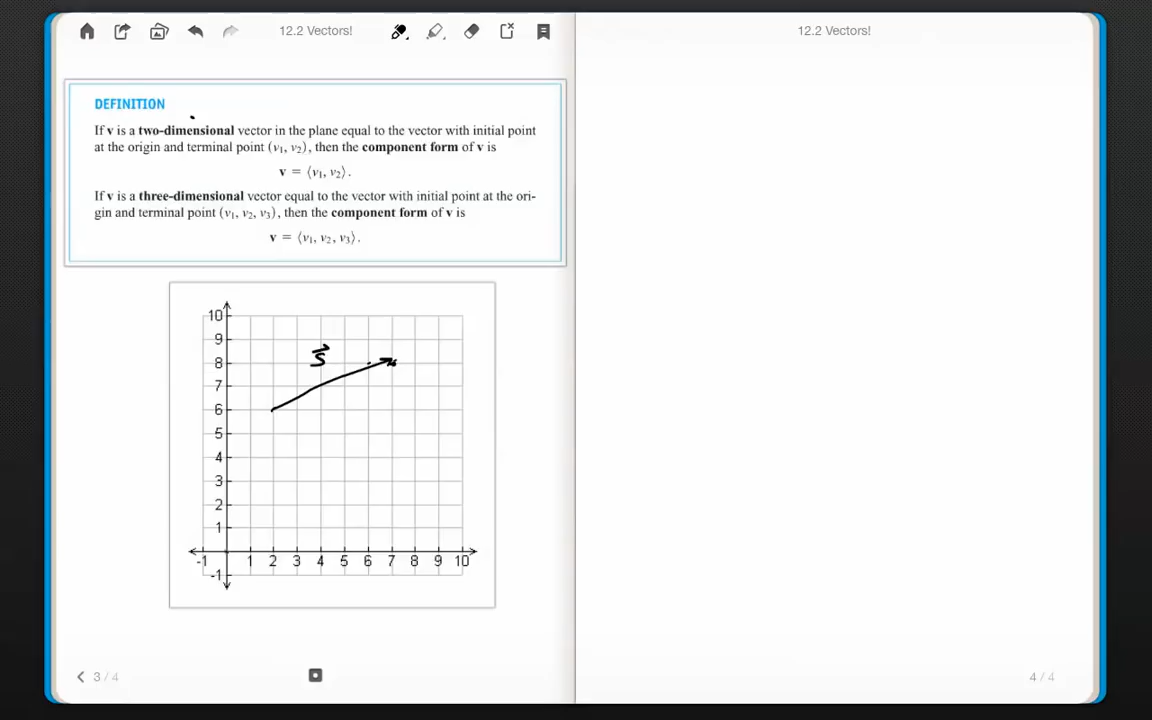 12.2 Vectors!
12.2 Vectors!
DEFINITION
If v is a two-dimensional vector in the plane equal to the vector with initial point
at the origin and terminal point (v₁, v₂), then the component form of v is
v = ⟨v₁, v₂⟩.
If v is a three-dimensional vector equal to the vector with initial point at the ori-
gin and terminal point (v₁, v₂, v₃), then the component form of v is
v = ⟨v₁, v₂, v₃⟩.
10
9
s⃗
8
7
6
5
4
3
2
1
-1 1 2 3 4 5 6 7 8 9 10
-1
3 / 4
4 / 4